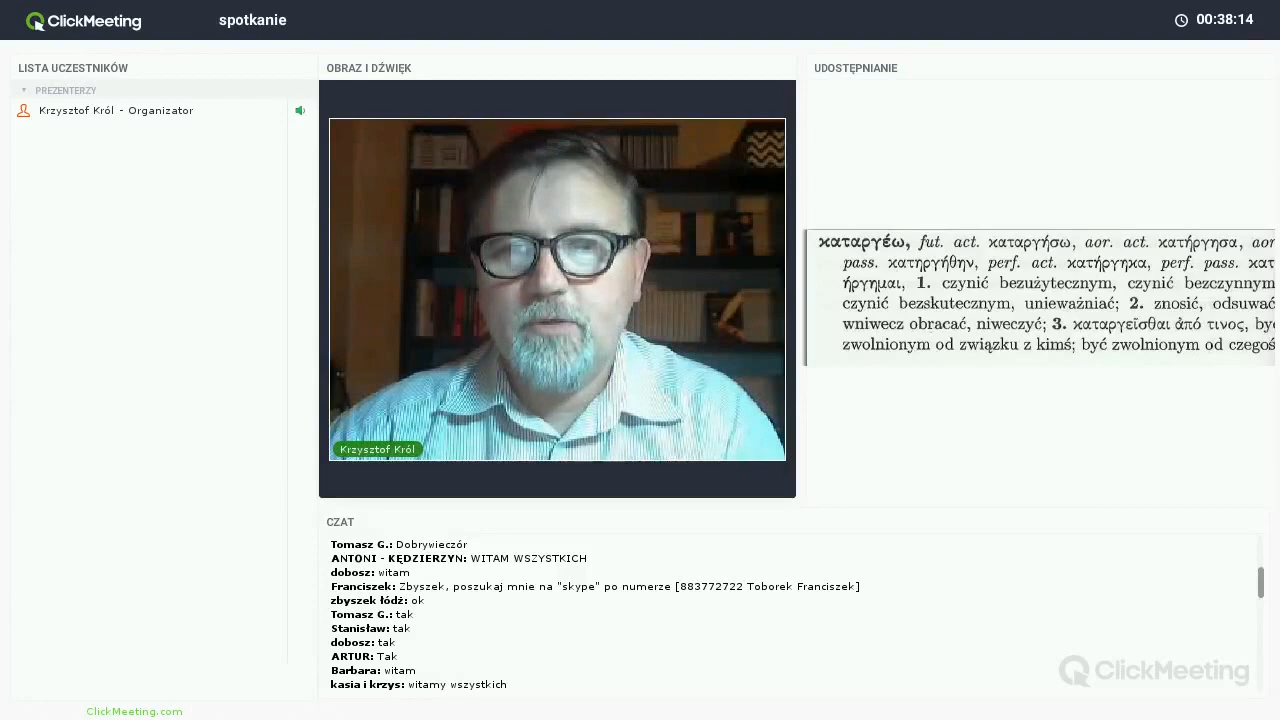 ClickMeeting
spotkanie
00:38:14
LISTA UCZESTNIKÓW
PREZENTERZY
Krzysztof Król - Organizator
OBRAZ I DŹWIĘK
Krzysztof Król
UDOSTĘPNIANIE
καταργέω, fut. act. καταργήσω, aor. act. κατήργησα, aor
pass. κατηργήθην, perf. act. κατήργηκα, perf. pass. κατ
ήργημαι, 1. czynić bezużytecznym, czynić bezczynnym
czynić bezskutecznym, unieważniać; 2. znosić, odsuwać
wniwecz obracać, niweczyć; 3. καταργεῖσθαι ἀπό τινος, być
zwolnionym od związku z kimś; być zwolnionym od czegoś
CZAT
Tomasz G.: Dobrywieczór
ANTONI - KĘDZIERZYN: WITAM WSZYSTKICH
dobosz: witam
Franciszek: Zbyszek, poszukaj mnie na "skype" po numerze [883772722 Toborek Franciszek]
zbyszek łódź: ok
Tomasz G.: tak
Stanisław: tak
dobosz: tak
ARTUR: Tak
Barbara: witam
kasia i krzys: witamy wszystkich
ClickMeeting
ClickMeeting.com